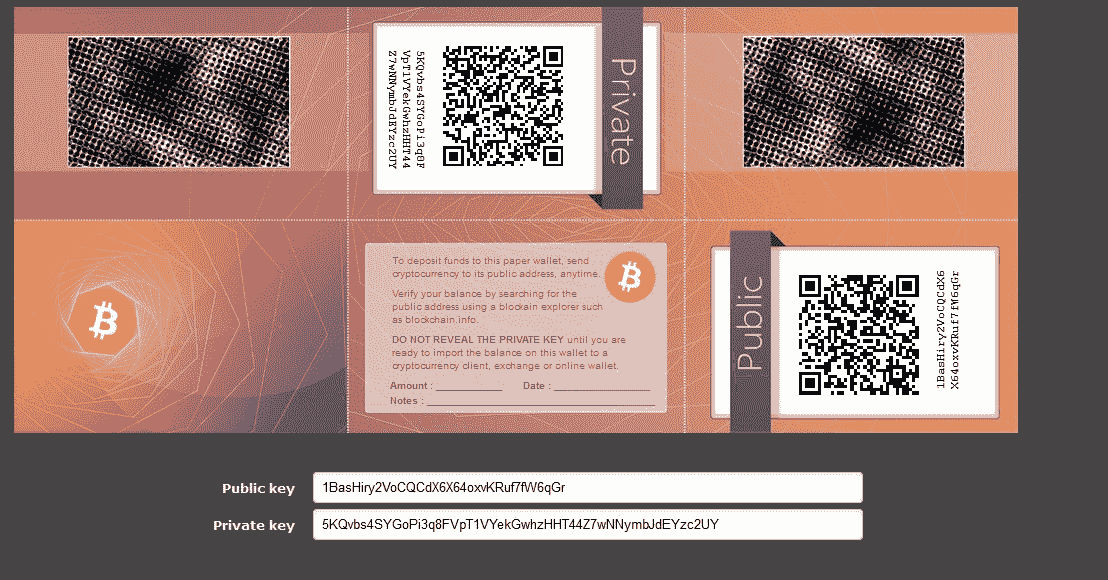 5KQvbs4SYGoPi3q8F
VpT1VYekGwhzHHT44
Z7wNNymbJdEYzc2UY
Private
To deposit funds to this paper wallet, send
cryptocurrency to its public address, anytime.
Verify your balance by searching for the
public address using a blockain explorer such
as blockchain.info.
DO NOT REVEAL THE PRIVATE KEY until you are
ready to import the balance on this wallet to a
cryptocurrency client, exchange or online wallet.
Amount : ____________ Date : __________________
Notes : __________________________________________
Public
1BasHiry2VoCQCdX6
X64oxvKRuf7fW6qGr
Public key 1BasHiry2VoCQCdX6X64oxvKRuf7fW6qGr
Private key 5KQvbs4SYGoPi3q8FVpT1VYekGwhzHHT44Z7wNNymbJdEYzc2UY